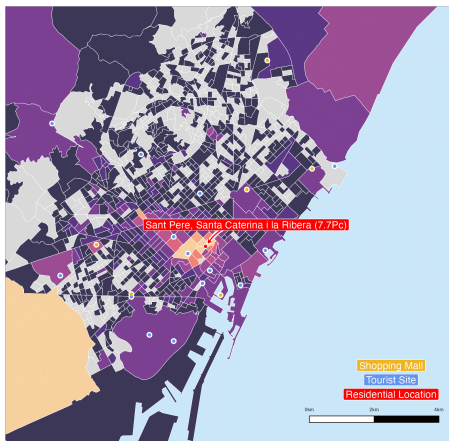 Sant Pere, Santa Caterina i la Ribera (7.7Pc)
Shopping Mall
Tourist Site
Residential Location
0km 2km 4km